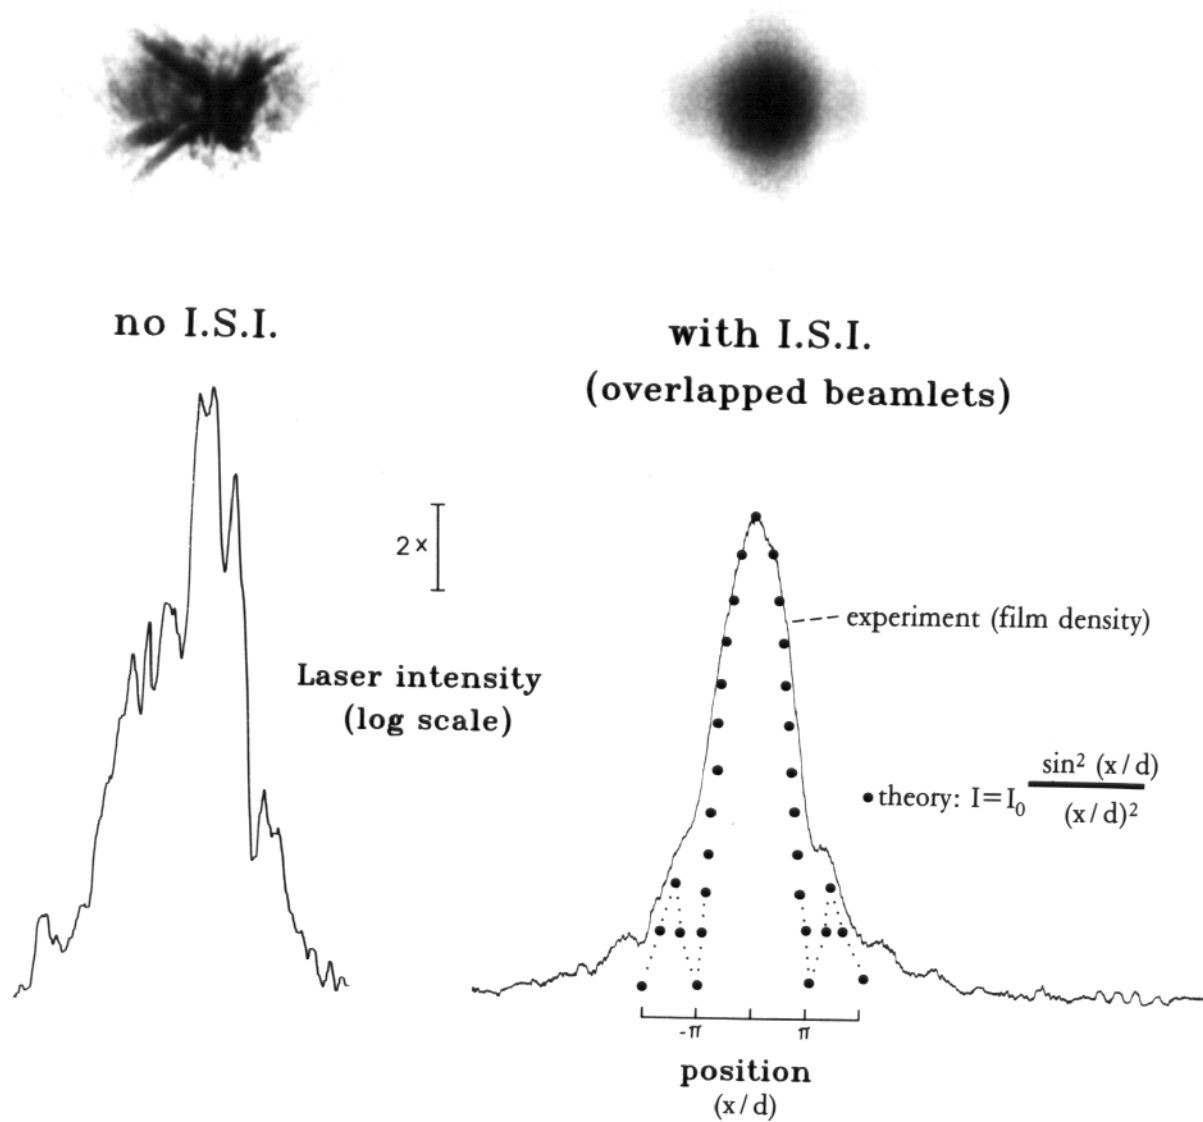 no I.S.I.
with I.S.I.
(overlapped beamlets)
2 ×
experiment (film density)
Laser intensity
(log scale)
• theory: I=I₀ sin² (x/d)
(x/d)²
-π π
position
(x/d)